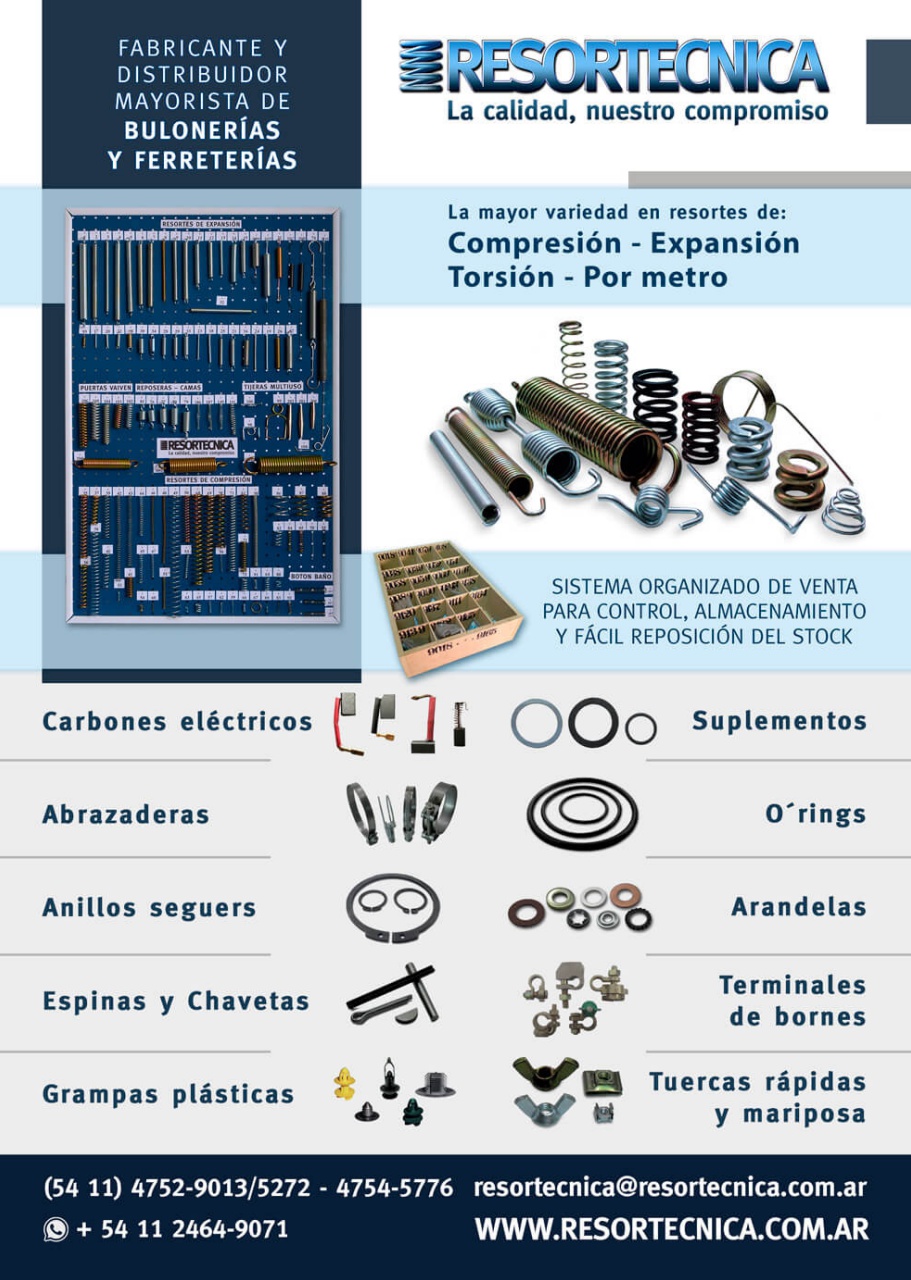 FABRICANTE Y
DISTRIBUIDOR
MAYORISTA DE
BULONERÍAS
Y FERRETERÍAS
RESORTECNICA
La calidad, nuestro compromiso
La mayor variedad en resortes de:
Compresión - Expansión
Torsión - Por metro
RESORTES DE EXPANSIÓN
PUERTAS VAIVEN
REPOSERAS - CAMAS
TIJERAS MULTIUSO
RESORTECNICA
La calidad, nuestro compromiso
RESORTES DE COMPRESIÓN
BOTON BAÑO
SISTEMA ORGANIZADO DE VENTA
PARA CONTROL, ALMACENAMIENTO
Y FÁCIL REPOSICIÓN DEL STOCK
Carbones eléctricos
Suplementos
Abrazaderas
O´rings
Anillos seguers
Arandelas
Espinas y Chavetas
Terminales
de bornes
Grampas plásticas
Tuercas rápidas
y mariposa
(54 11) 4752-9013/5272 - 4754-5776
resortecnica@resortecnica.com.ar
+ 54 11 2464-9071
WWW.RESORTECNICA.COM.AR